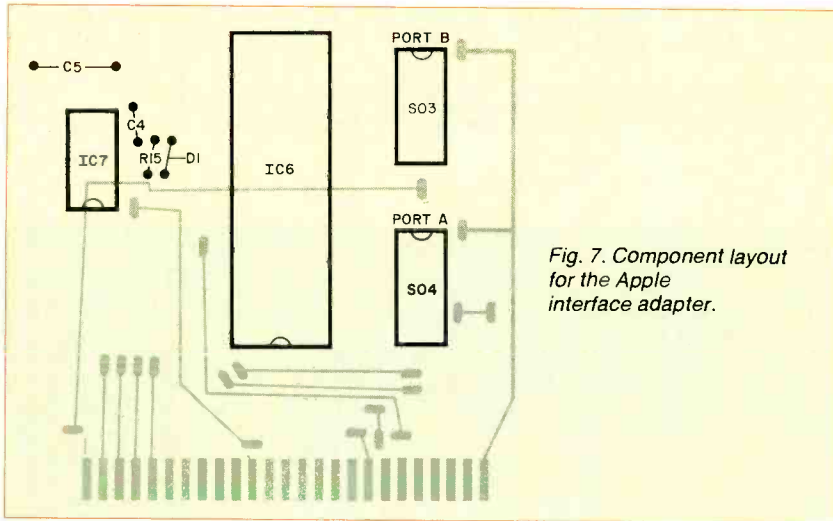 PORT B
C5
SO3
C4
IC7
R15
D1
IC6
PORT A
SO4
Fig. 7. Component layout
for the Apple
interface adapter.